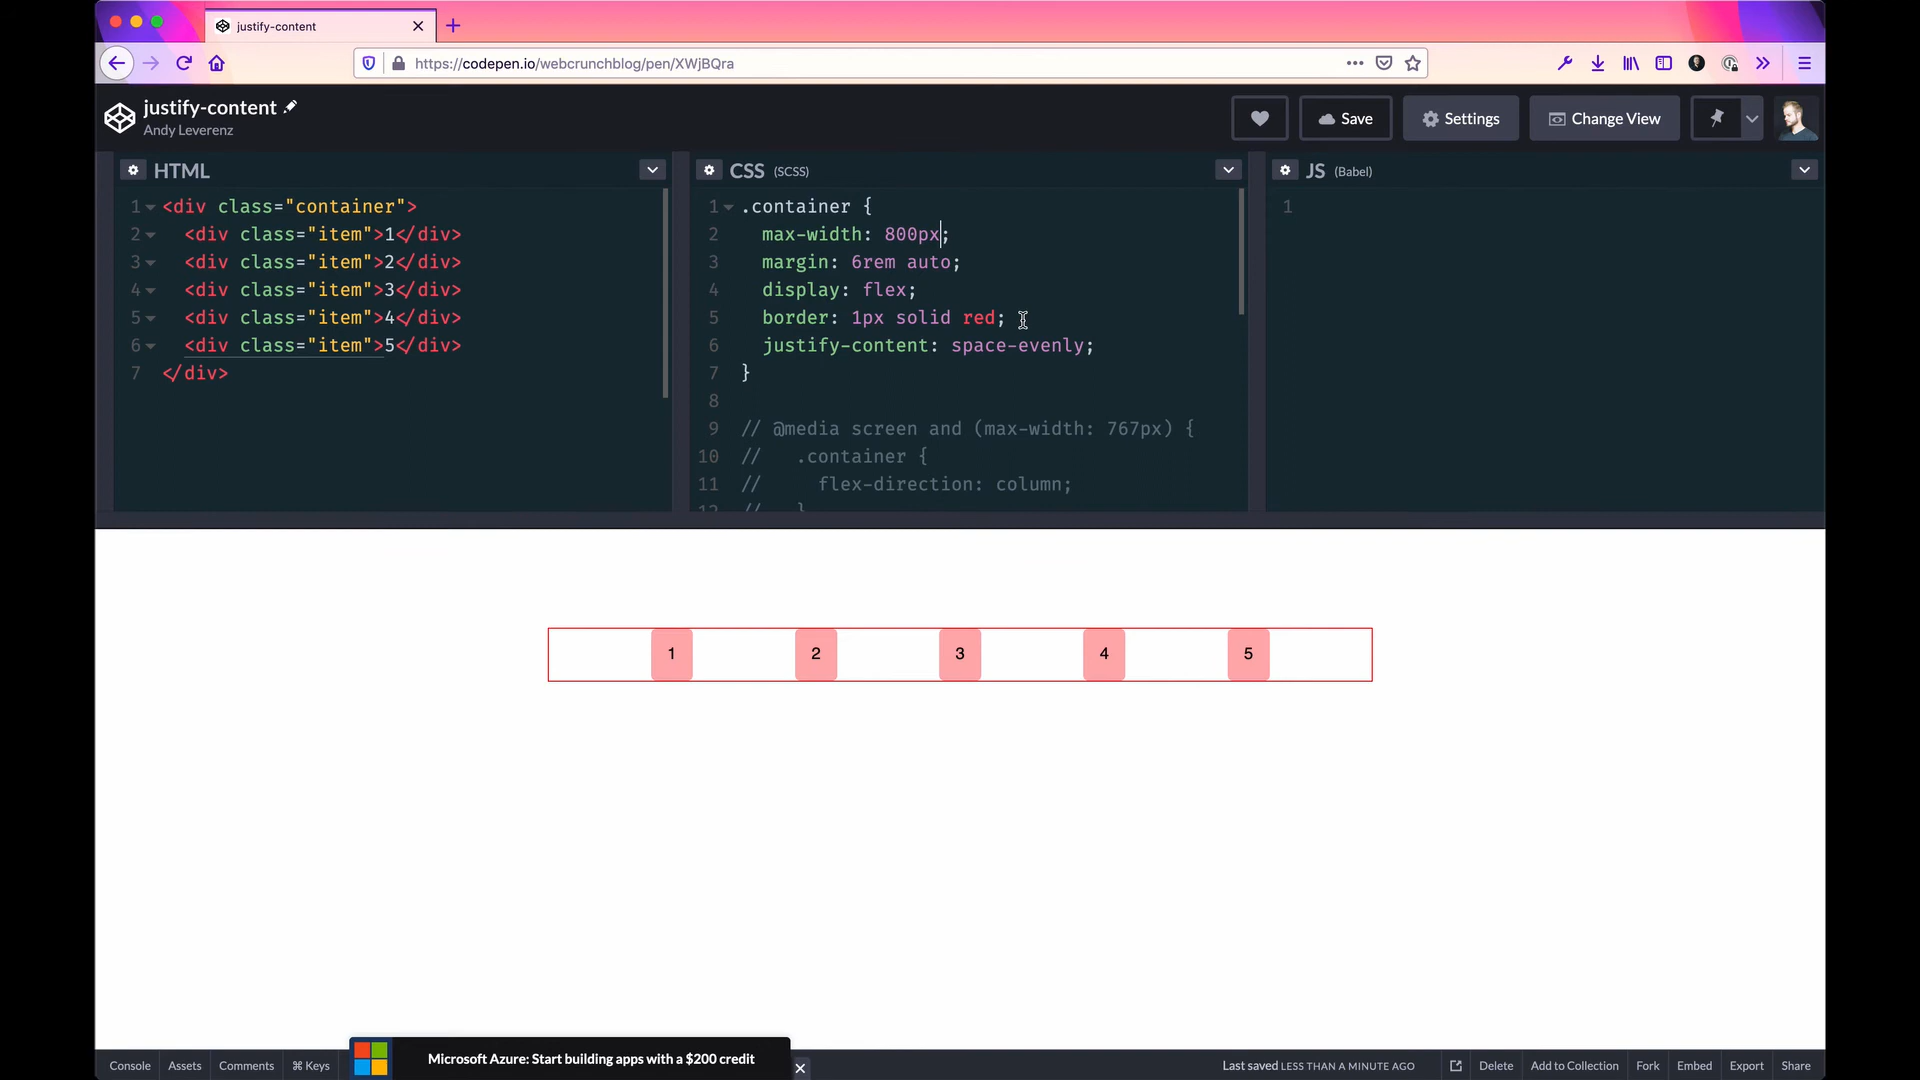 justify-content
https://codepen.io/webcrunchblog/pen/XWjBQra
justify-content
Andy Leverenz
Save
Settings
Change View
HTML
1 <div class="container">
2 <div class="item">1</div>
3 <div class="item">2</div>
4 <div class="item">3</div>
5 <div class="item">4</div>
6 <div class="item">5</div>
7 </div>
CSS (SCSS)
1 .container {
2 max-width: 800px;
3 margin: 6rem auto;
4 display: flex;
5 border: 1px solid red;
6 justify-content: space-evenly;
7 }
8
9 // @media screen and (max-width: 767px) {
10 // .container {
11 // flex-direction: column;
12 // }
JS (Babel)
1
1 2 3 4 5
Console Assets Comments ⌘ Keys
Microsoft Azure: Start building apps with a $200 credit
Last saved LESS THAN A MINUTE AGO
Delete Add to Collection Fork Embed Export Share